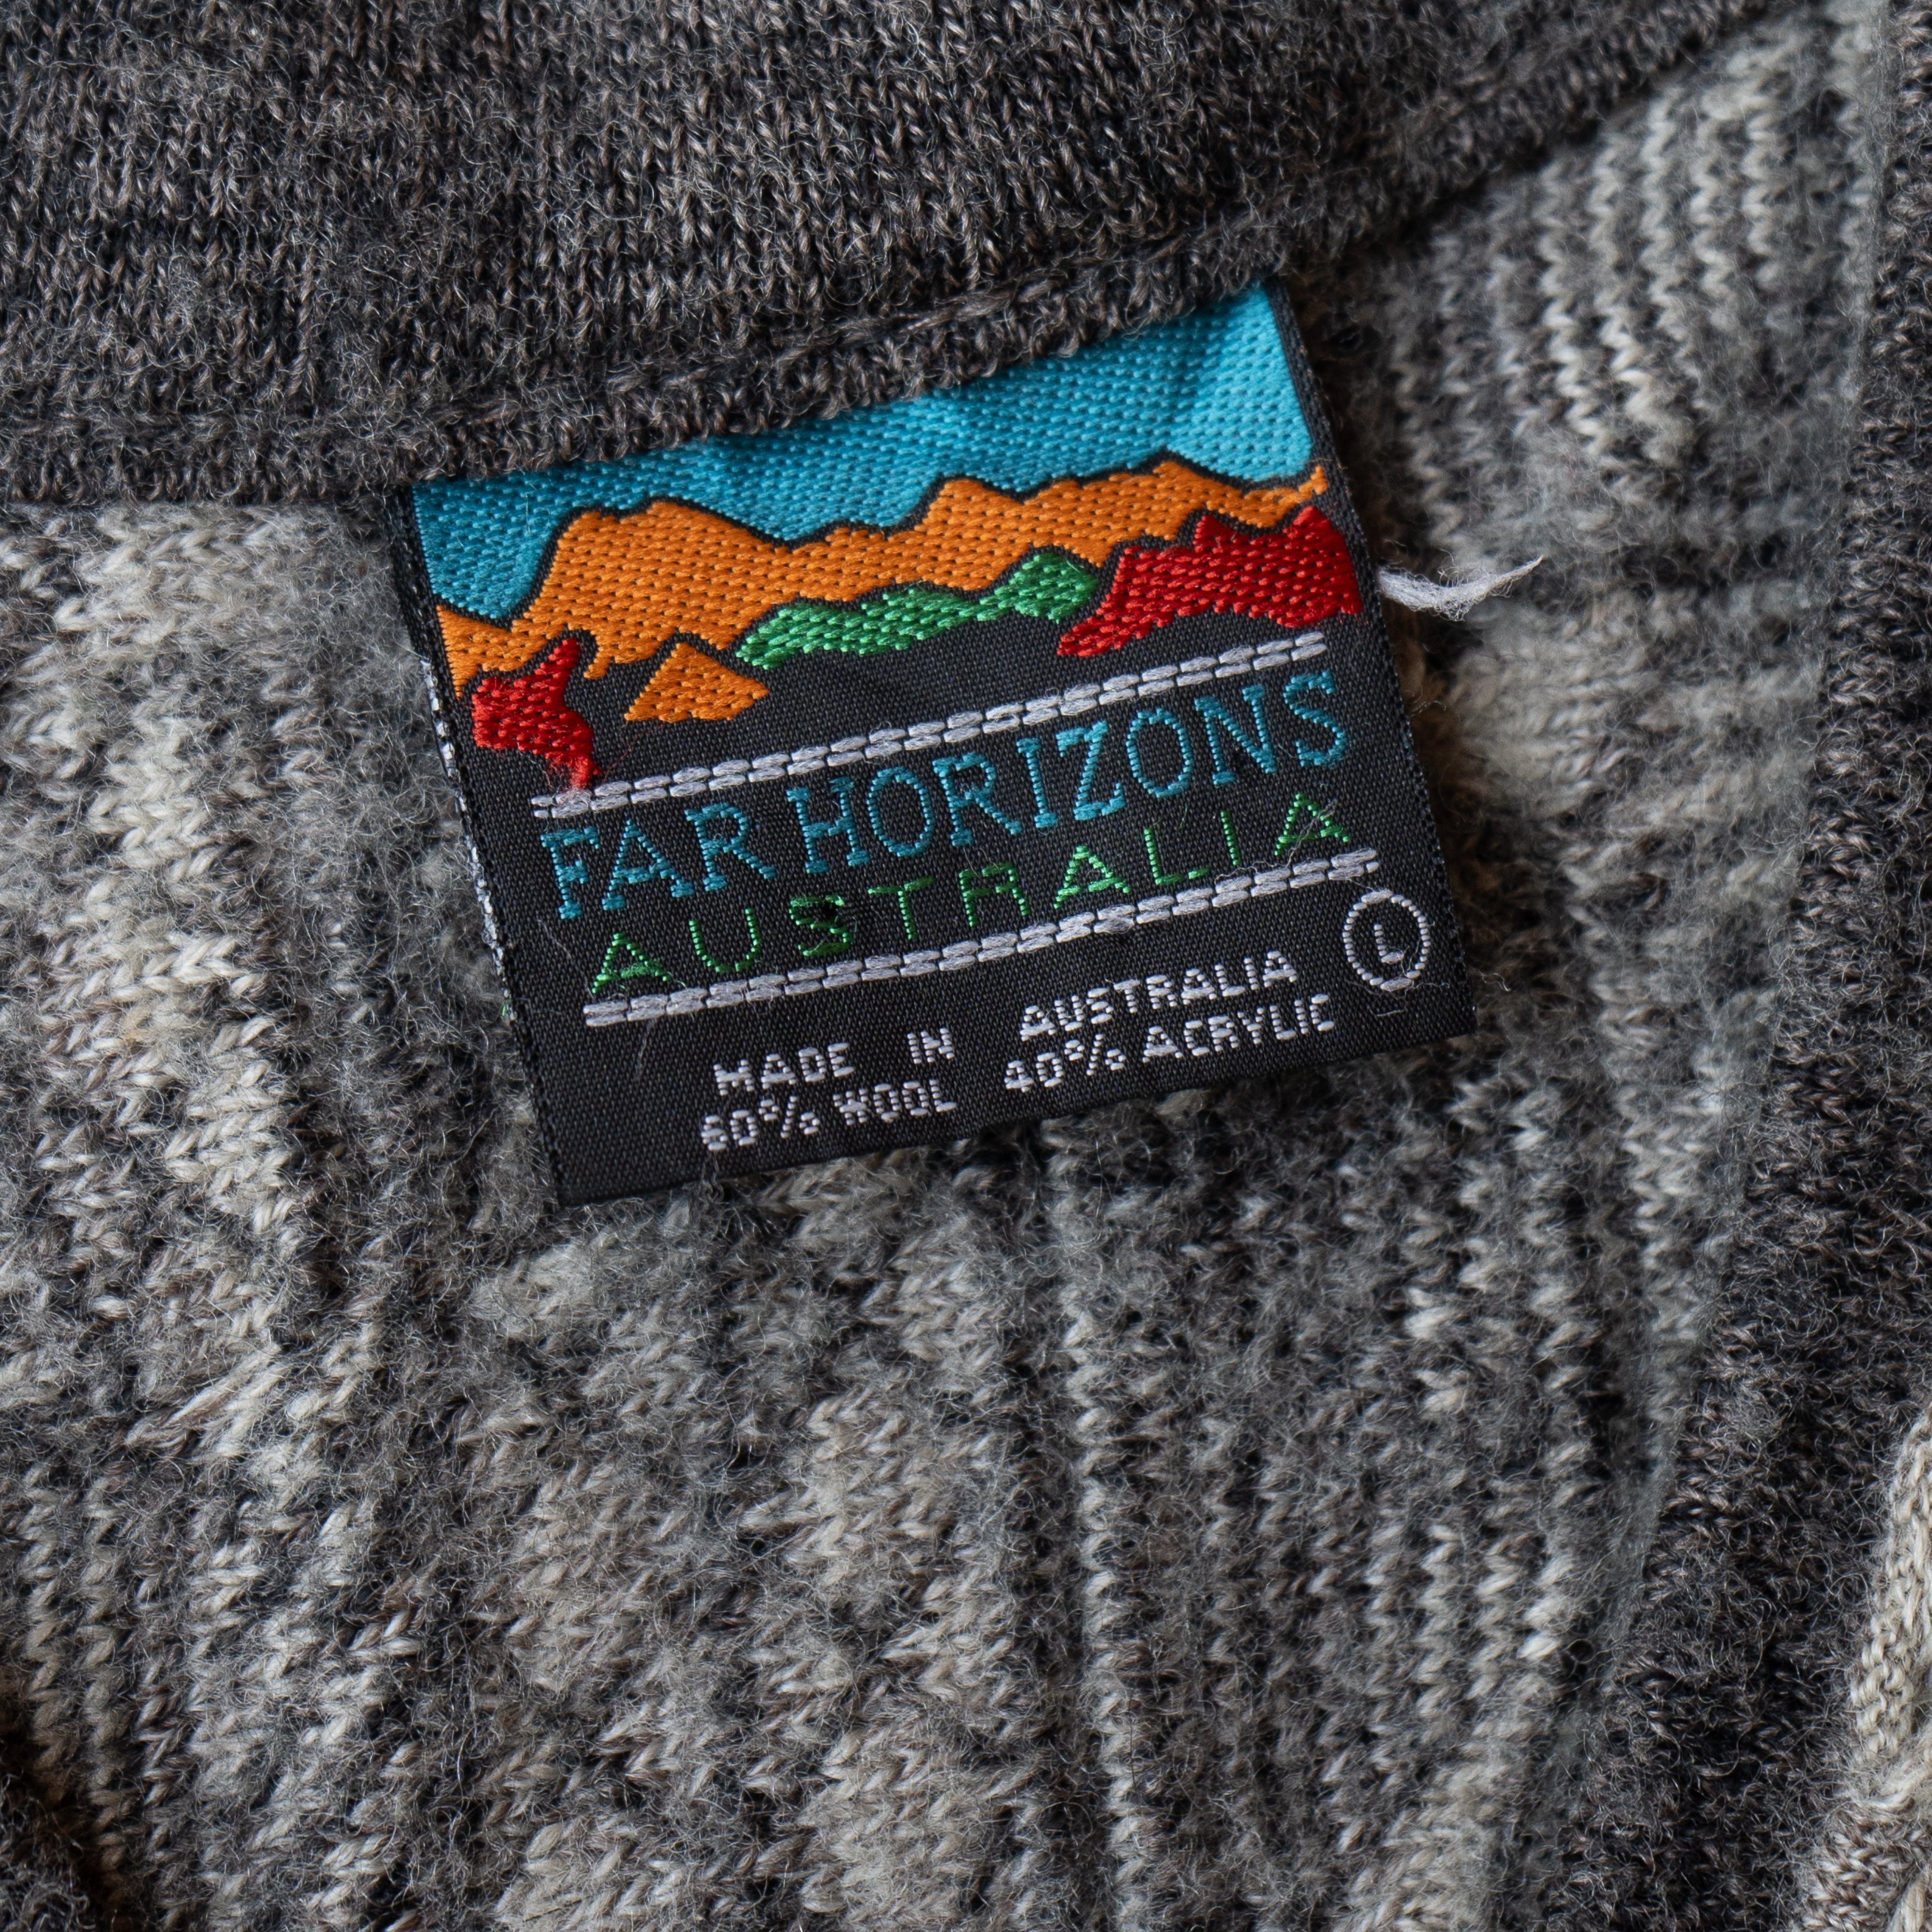 FAR HORIZONS
AUSTRALIA
L
MADE IN AUSTRALIA
60% WOOL 40% ACRYLIC